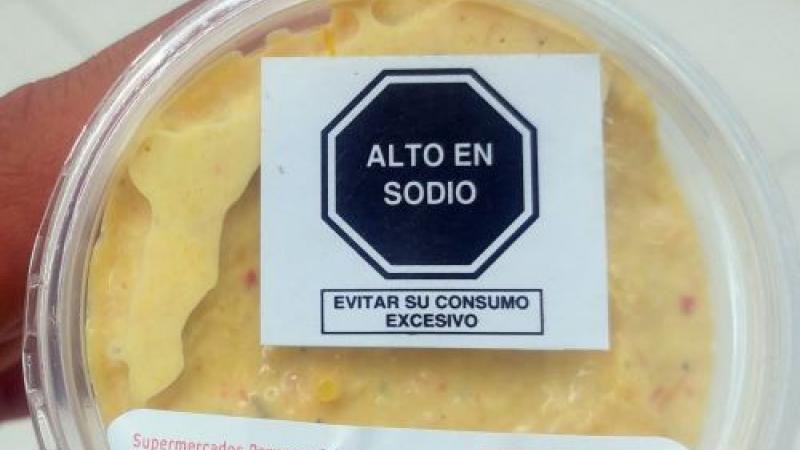 ALTO EN
SODIO
EVITAR SU CONSUMO
EXCESIVO
Supermercados